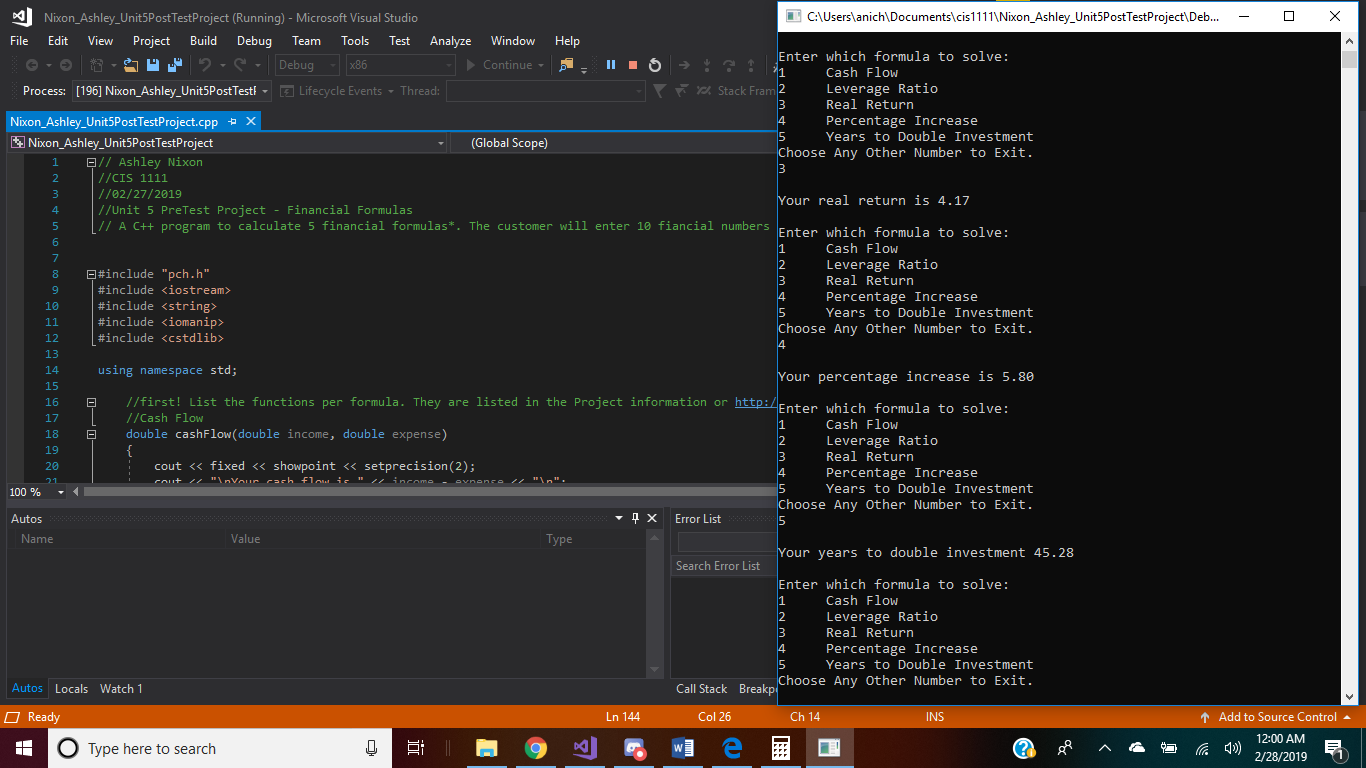 Nixon_Ashley_Unit5PostTestProject (Running) - Microsoft Visual Studio
File Edit View Project Build Debug Team Tools Test Analyze Window Help
Debug x86 Continue
Process: [196] Nixon_Ashley_Unit5PostTest Lifecycle Events Thread: Stack Fram
Nixon_Ashley_Unit5PostTestProject.cpp
Nixon_Ashley_Unit5PostTestProject (Global Scope)
1 // Ashley Nixon
2 //CIS 1111
3 //02/27/2019
4 //Unit 5 PreTest Project - Financial Formulas
5 // A C++ program to calculate 5 financial formulas*. The customer will enter 10 fiancial numbers
6
7
8 #include "pch.h"
9 #include <iostream>
10 #include <string>
11 #include <iomanip>
12 #include <cstdlib>
13
14 using namespace std;
15
16 //first! List the functions per formula. They are listed in the Project information or http:/
17 //Cash Flow
18 double cashFlow(double income, double expense)
19 {
20 cout << fixed << showpoint << setprecision(2);
21 cout << "\nYour cash flow is " << income - expense << "\n";
100 %
Autos
Name Value Type
Autos Locals Watch 1
Error List
Search Error List
Call Stack Breakp
C:\Users\anich\Documents\cis1111\Nixon_Ashley_Unit5PostTestProject\Deb...
Enter which formula to solve:
1 Cash Flow
2 Leverage Ratio
3 Real Return
4 Percentage Increase
5 Years to Double Investment
Choose Any Other Number to Exit.
3
Your real return is 4.17
Enter which formula to solve:
1 Cash Flow
2 Leverage Ratio
3 Real Return
4 Percentage Increase
5 Years to Double Investment
Choose Any Other Number to Exit.
4
Your percentage increase is 5.80
Enter which formula to solve:
1 Cash Flow
2 Leverage Ratio
3 Real Return
4 Percentage Increase
5 Years to Double Investment
Choose Any Other Number to Exit.
5
Your years to double investment 45.28
Enter which formula to solve:
1 Cash Flow
2 Leverage Ratio
3 Real Return
4 Percentage Increase
5 Years to Double Investment
Choose Any Other Number to Exit.
Ready Ln 144 Col 26 Ch 14 INS Add to Source Control
Type here to search
12:00 AM
2/28/2019
1